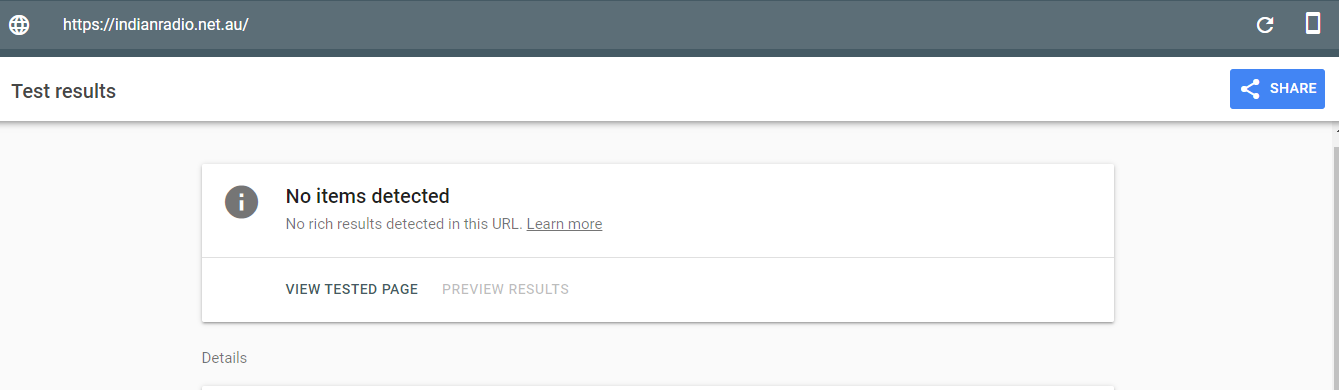 https://indianradio.net.au/
Test results
SHARE
No items detected
No rich results detected in this URL. Learn more
VIEW TESTED PAGE PREVIEW RESULTS
Details